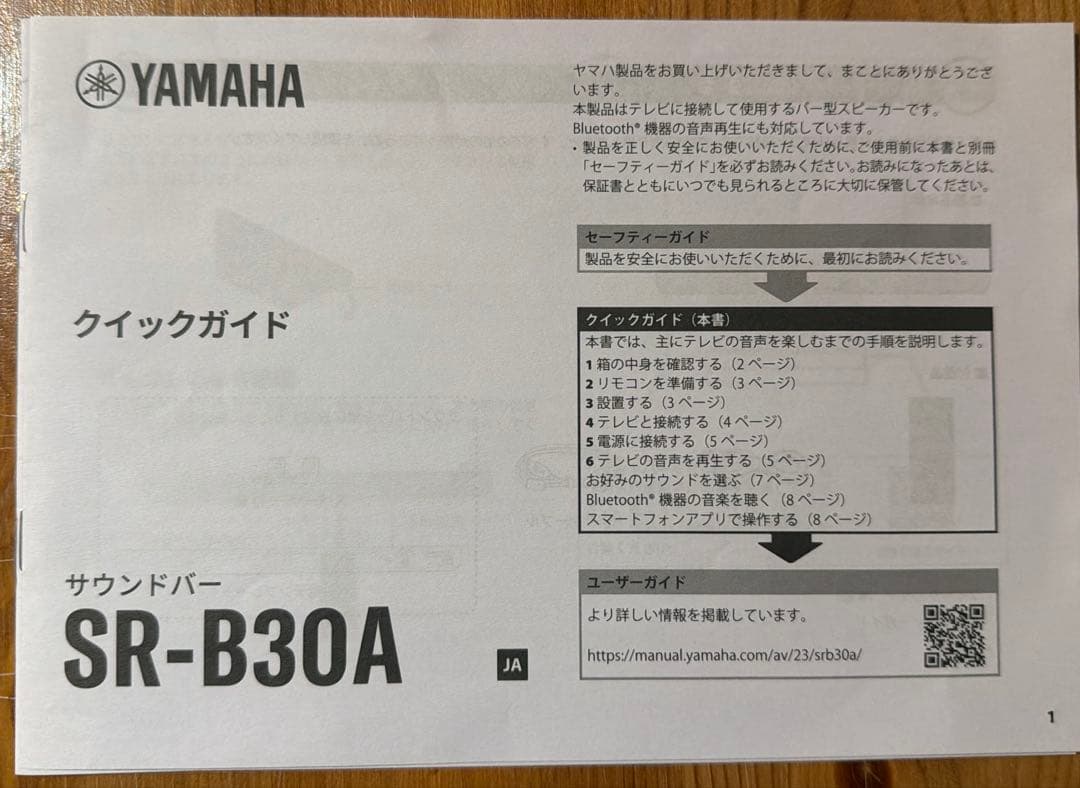 YAMAHA
クイックガイド
サウンドバー
SR-B30A
JA
ヤマハ製品をお買い上げいただきまして、まことにありがとうござ
います。
本製品はテレビに接続して使用するバー型スピーカーです。
Bluetooth® 機器の音声再生にも対応しています。
・製品を正しく安全にお使いいただくために、ご使用前に本書と別冊
「セーフティーガイド」を必ずお読みください。お読みになったあとは、
保証書とともにいつでも見られるところに大切に保管してください。
セーフティーガイド
製品を安全にお使いいただくために、最初にお読みください。
クイックガイド（本書）
本書では、主にテレビの音声を楽しむまでの手順を説明します。
1 箱の中身を確認する（2 ページ）
2 リモコンを準備する（3 ページ）
3 設置する（3 ページ）
4 テレビと接続する（4 ページ）
5 電源に接続する（5 ページ）
6 テレビの音声を再生する（5 ページ）
お好みのサウンドを選ぶ（7 ページ）
Bluetooth® 機器の音楽を聴く（8 ページ）
スマートフォンアプリで操作する（8 ページ）
ユーザーガイド
より詳しい情報を掲載しています。
https://manual.yamaha.com/av/23/srb30a/
1